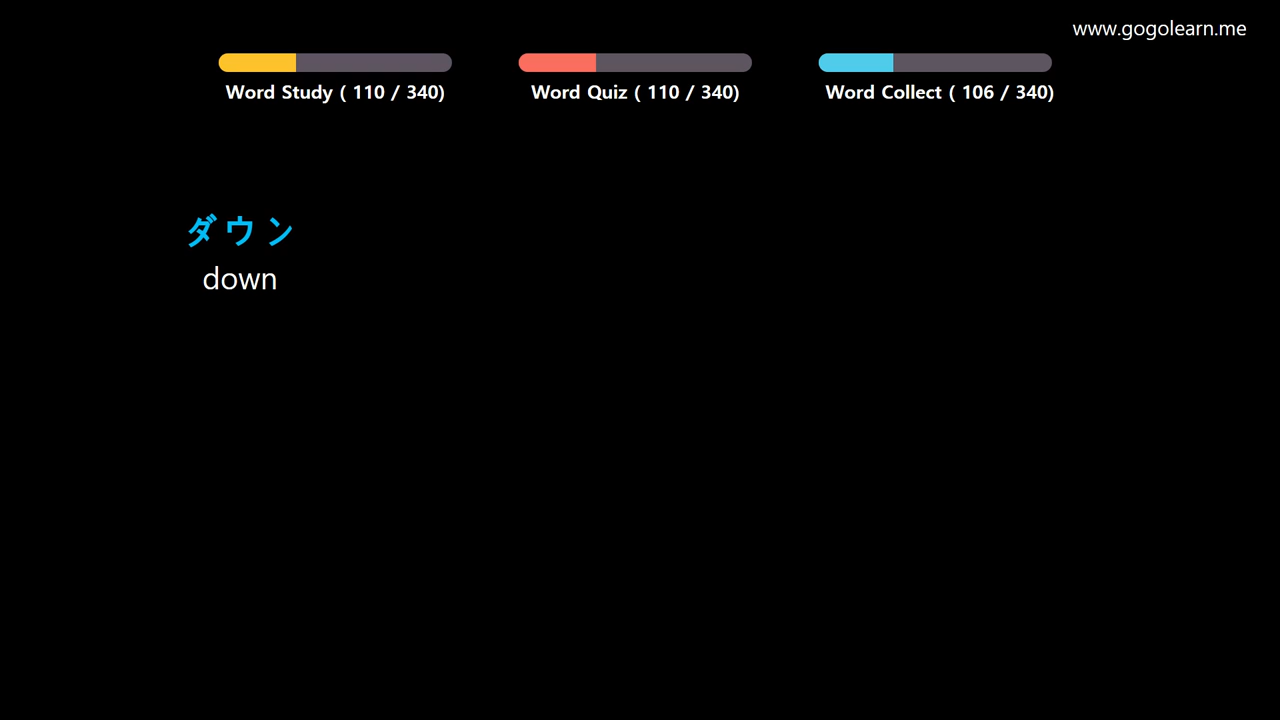 www.gogolearn.me
Word Study ( 110 / 340)
Word Quiz ( 110 / 340)
Word Collect ( 106 / 340)
ダウン
down